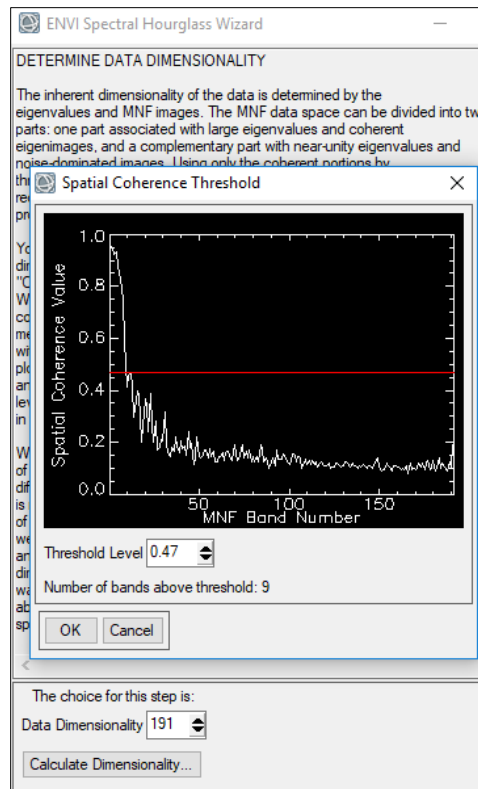 ENVI Spectral Hourglass Wizard
DETERMINE DATA DIMENSIONALITY
The inherent dimensionality of the data is determined by the
eigenvalues and MNF images. The MNF data space can be divided into tw
parts: one part associated with large eigenvalues and coherent
eigenimages, and a complementary part with near-unity eigenvalues and
noise-dominated images. Using only the coherent portions by
Spatial Coherence Threshold
Spatial Coherence Value
1.0
0.8
0.6
0.4
0.2
0.0
50
100
150
MNF Band Number
Threshold Level 0.47
Number of bands above threshold: 9
OK
Cancel
The choice for this step is:
Data Dimensionality 191
Calculate Dimensionality...